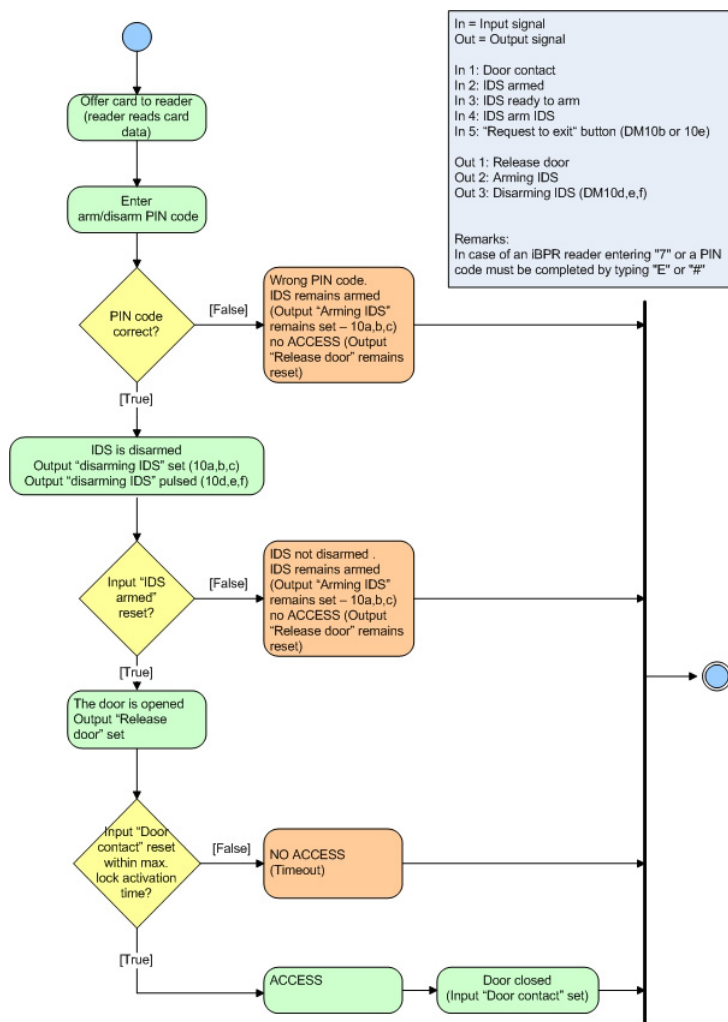 In = Input signal
Out = Output signal
In 1: Door contact
In 2: IDS armed
In 3: IDS ready to arm
In 4: IDS arm IDS
In 5: “Request to exit“ button (DM10b or 10e)
Out 1: Release door
Out 2: Arming IDS
Out 3: Disarming IDS (DM10d,e,f)
Remarks:
In case of an iBPR reader entering "7" or a PIN
code must be completed by typing "E" or "#"
Offer card to reader
(reader reads card
data)
Enter
arm/disarm PIN code
PIN code
correct?
[False]
Wrong PIN code.
IDS remains armed
(Output “Arming IDS”
remains set – 10a,b,c)
no ACCESS (Output
“Release door” remains
reset)
[True]
IDS is disarmed
Output “disarming IDS” set (10a,b,c)
Output “disarming IDS” pulsed (10d,e,f)
Input “IDS
armed”
reset?
[False]
IDS not disarmed .
IDS remains armed
(Output “Arming IDS”
remains set – 10a,b,c)
no ACCESS (Output
“Release door” remains
reset)
[True]
The door is opened
Output “Release
door” set
Input “Door
contact” reset
within max.
lock activation
time?
[False]
NO ACCESS
(Timeout)
[True]
ACCESS
Door closed
(Input “Door contact” set)